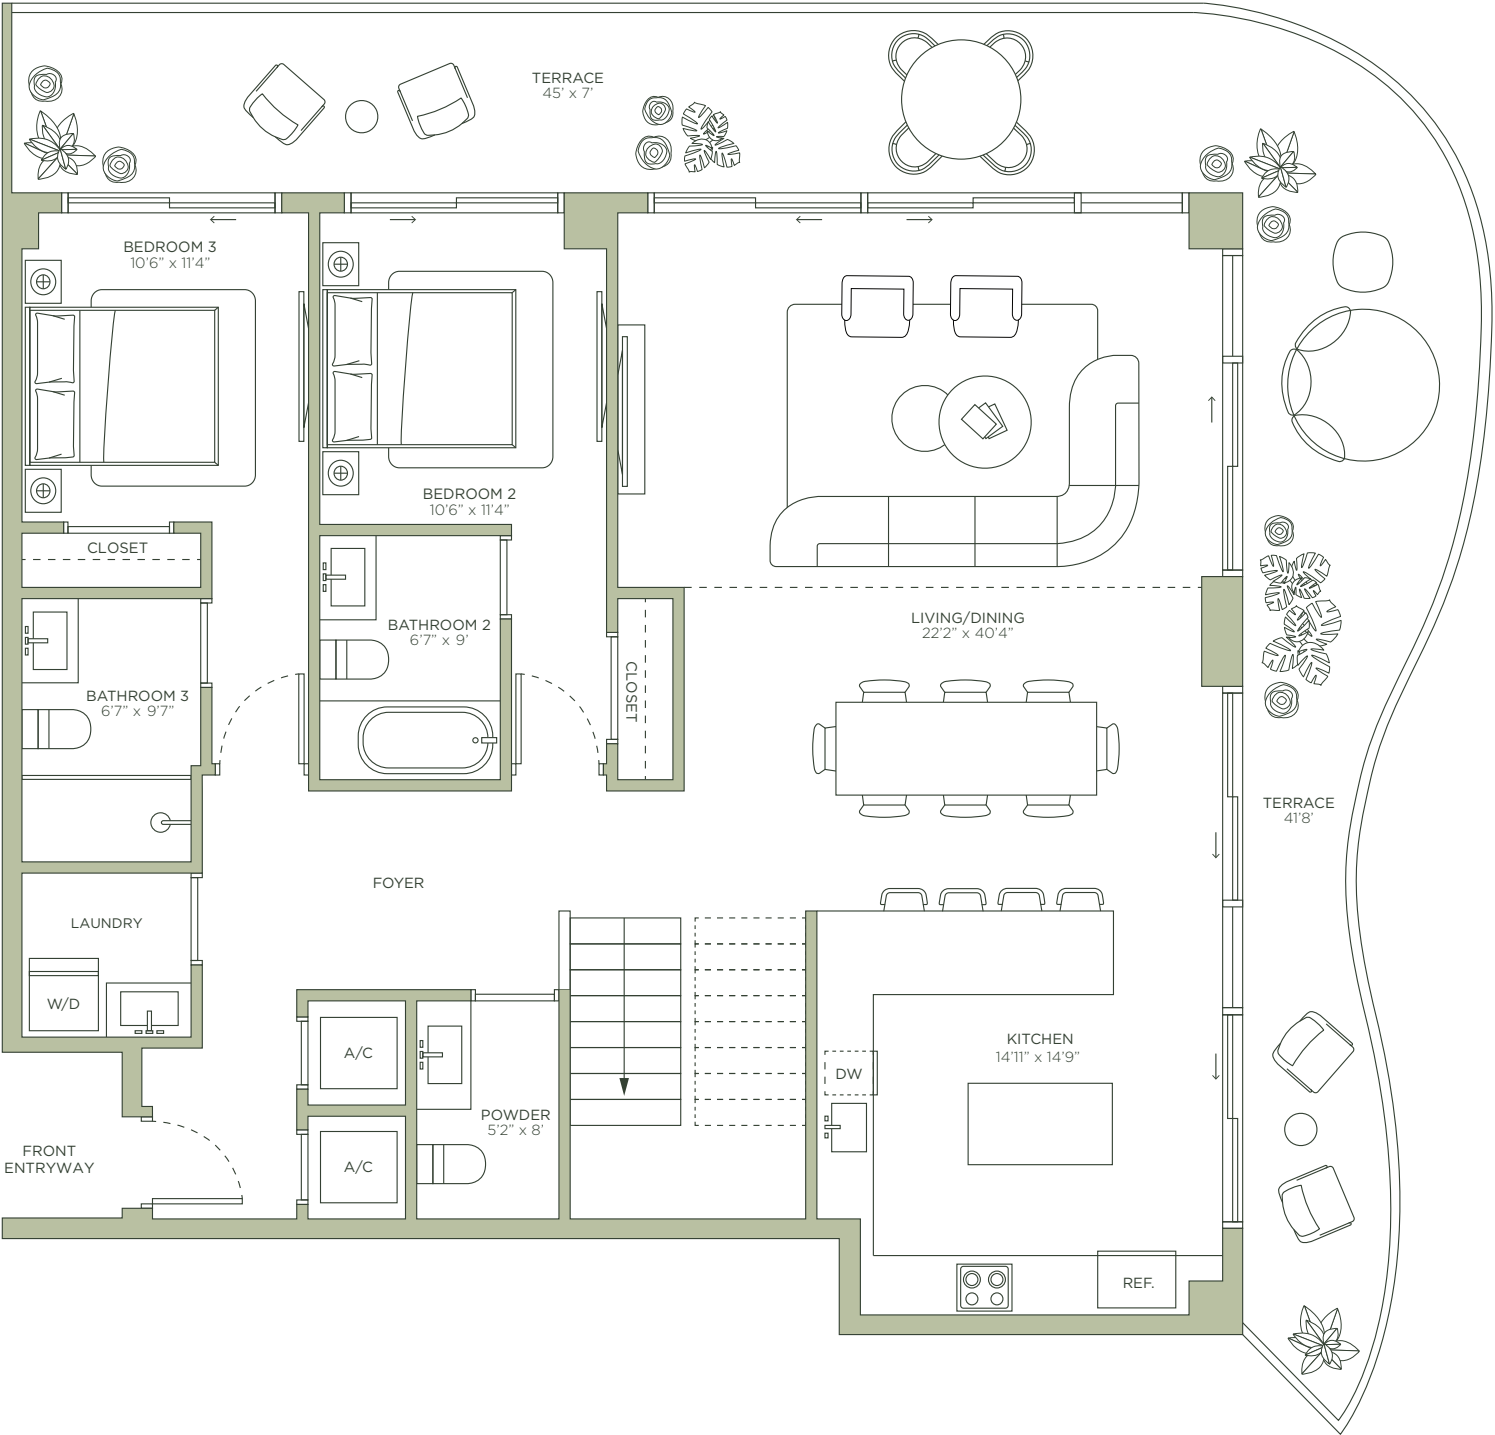 TERRACE
45' x 7'
BEDROOM 3
10'6" x 11'4"
BEDROOM 2
10'6" x 11'4"
CLOSET
LIVING/DINING
22'2" x 40'4"
BATHROOM 2
6'7" x 9'
CLOSET
BATHROOM 3
6'7" x 9'7"
TERRACE
41'8'
FOYER
LAUNDRY
W/D
KITCHEN
14'11" x 14'9"
A/C
DW
POWDER
5'2" x 8'
FRONT
ENTRYWAY
A/C
REF.